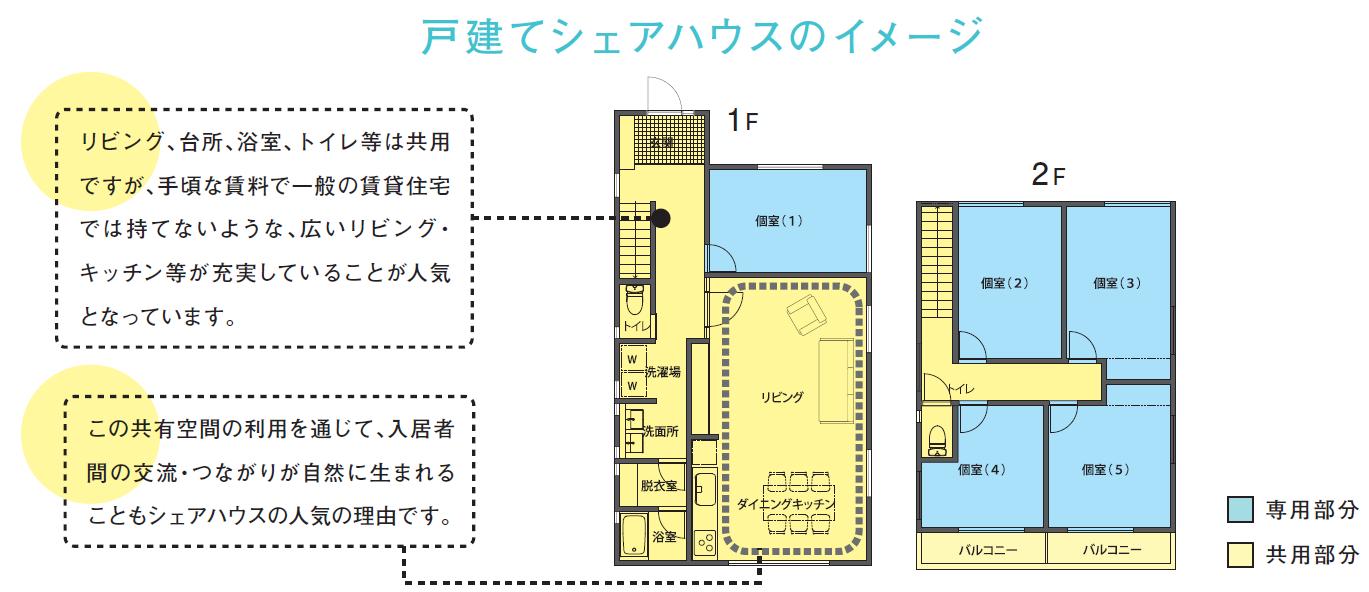 戸建てシェアハウスのイメージ
リビング、台所、浴室、トイレ等は共用
ですが、手頃な賃料で一般の賃貸住宅
では持てないような、広いリビング・
キッチン等が充実していることが人気
となっています。
この共有空間の利用を通じて、入居者
間の交流・つながりが自然に生まれる
こともシェアハウスの人気の理由です。
1F
玄関
個室(1)
トイレ
W
W
洗濯場
洗面所
脱衣室
浴室
リビング
ダイニングキッチン
2F
個室(2)
個室(3)
トイレ
個室(4)
個室(5)
バルコニー
バルコニー
専用部分
共用部分